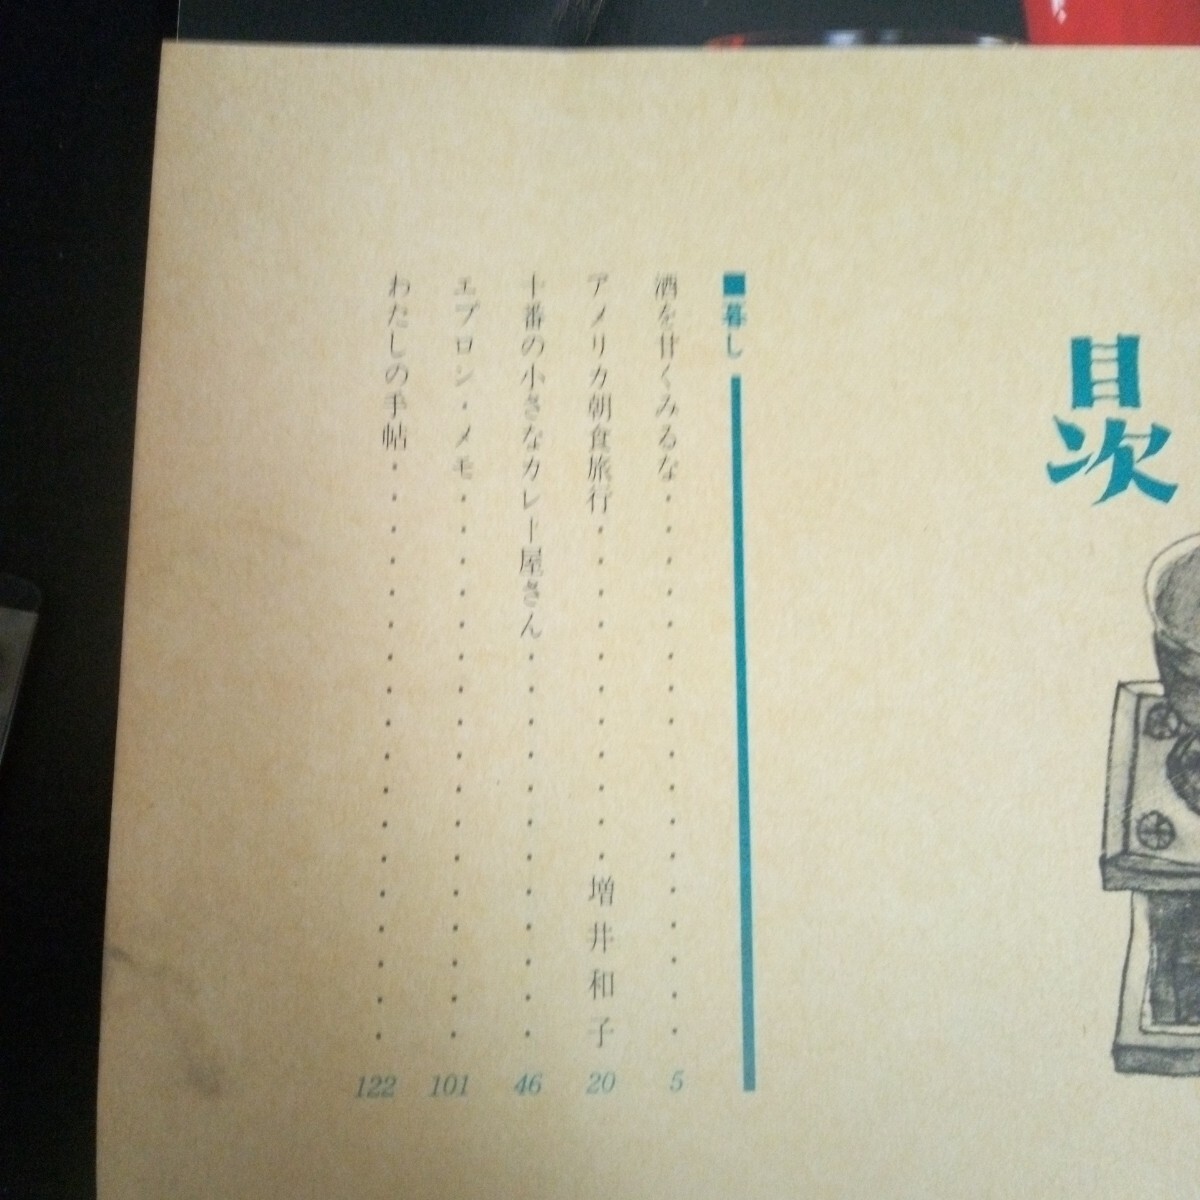 目次
■暮し
酒を甘くみるな・・・・・・・・・・・・・・・・・5
アメリカ朝食旅行・・・・・・・・・・・増井和子 20
十番の小さなカレー屋さん・・・・・・・・・・・・46
エプロン・メモ・・・・・・・・・・・・・・・・・101
わたしの手帖・・・・・・・・・・・・・・・・・・122